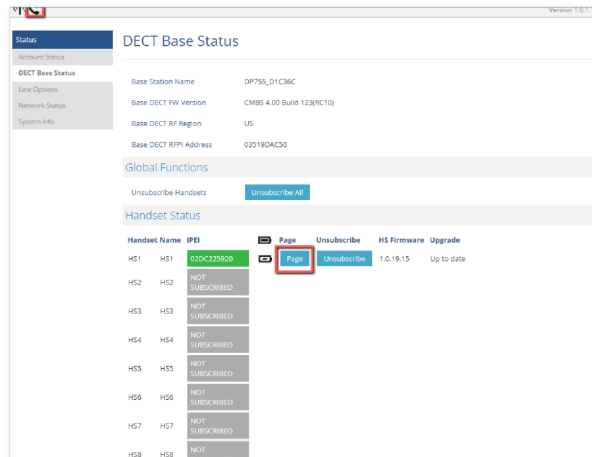 Version 1.0.1.
Status
DECT Base Status
Account Status
DECT Base Status
Line Options
Network Status
System Info
Base Station Name DP755_D1C36C
Base DECT FW Version CMBS 4.00 Build 123(RC10)
Base DECT RF Region US
Base DECT RFPI Address 03519DAC50
Global Functions
Unsubscribe Handsets Unsubscribe All
Handset Status
Handset Name IPEI Page Unsubscribe HS Firmware Upgrade
HS1 HS1 02DC225920 Page Unsubscribe 1.0.19.15 Up to date
HS2 HS2 NOT SUBSCRIBED
HS3 HS3 NOT SUBSCRIBED
HS4 HS4 NOT SUBSCRIBED
HS5 HS5 NOT SUBSCRIBED
HS6 HS6 NOT SUBSCRIBED
HS7 HS7 NOT SUBSCRIBED
HS8 HS8 NOT